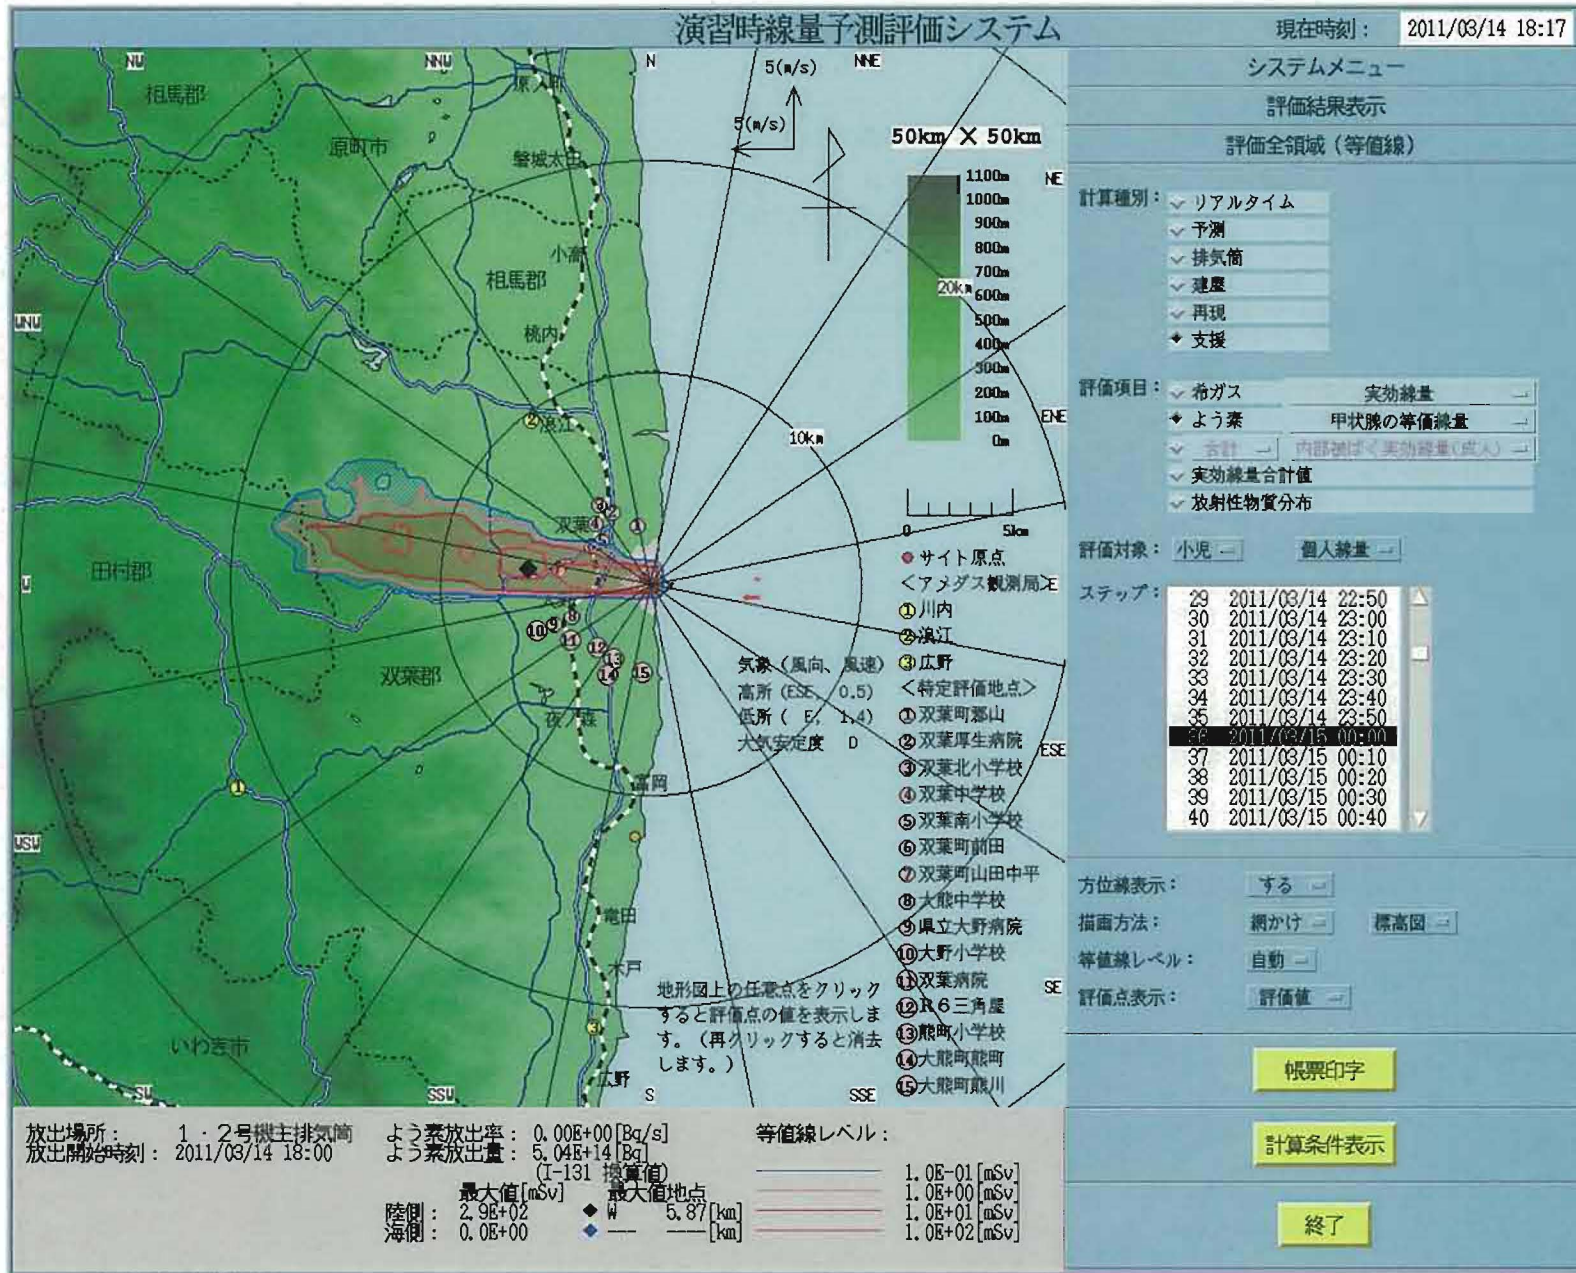 演習時線量予測評価システム
現在時刻： 2011/03/14 18:17
システムメニュー
評価結果表示
評価全領域（等値線）
計算種別：
リアルタイム
予測
排気筒
建屋
再現
支援
評価項目：
希ガス 実効線量
よう素 甲状腺の等価線量
合計 内部被ばく実効線量(成人)
実効線量合計値
放射性物質分布
評価対象： 小児 個人線量
ステップ：
29 2011/03/14 22:50
30 2011/03/14 23:00
31 2011/03/14 23:10
32 2011/03/14 23:20
33 2011/03/14 23:30
34 2011/03/14 23:40
35 2011/03/14 23:50
36 2011/03/15 00:00
37 2011/03/15 00:10
38 2011/03/15 00:20
39 2011/03/15 00:30
40 2011/03/15 00:40
方位線表示： する
描画方法： 網かけ 標高図
等値線レベル： 自動
評価点表示： 評価値
帳票印字
計算条件表示
終了
NW
NNW
N
NNE
NE
ENE
E
ESE
SE
SSE
S
SSW
SW
WSW
W
WNW
5(m/s)
5(m/s)
50km × 50km
1100m
1000m
900m
800m
700m
600m
500m
400m
300m
200m
100m
0m
20km
10km
0 5km
相馬郡
原ノ町
原町市
磐城太田
小高
相馬郡
桃内
浪江
双葉
田村郡
双葉郡
夜ノ森
富岡
竜田
木戸
いわき市
広野
サイト原点
＜アメダス観測局＞
①川内
②浪江
③広野
＜特定評価地点＞
①双葉町郡山
②双葉厚生病院
③双葉北小学校
④双葉中学校
⑤双葉南小学校
⑥双葉町前田
⑦双葉町山田中平
⑧大熊中学校
⑨県立大野病院
⑩大野小学校
⑪双葉病院
⑫R6三角屋
⑬熊町小学校
⑭大熊町熊町
⑮大熊町熊川
気象（風向、風速）
高所（ESE, 0.5）
低所（ E, 1.4）
大気安定度 D
地形図上の任意点をクリック
すると評価点の値を表示しま
す。（再クリックすると消去
します。）
放出場所： 1・2号機主排気筒
放出開始時刻： 2011/03/14 18:00
よう素放出率： 0.00E+00[Bq/s]
よう素放出量： 5.04E+14[Bq]
(I-131 換算値)
最大値[mSv] 最大値地点
陸側： 2.9E+02 ◆ W 5.87[km]
海側： 0.0E+00 ◆ --- ----[km]
等値線レベル：
1.0E-01[mSv]
1.0E+00[mSv]
1.0E+01[mSv]
1.0E+02[mSv]